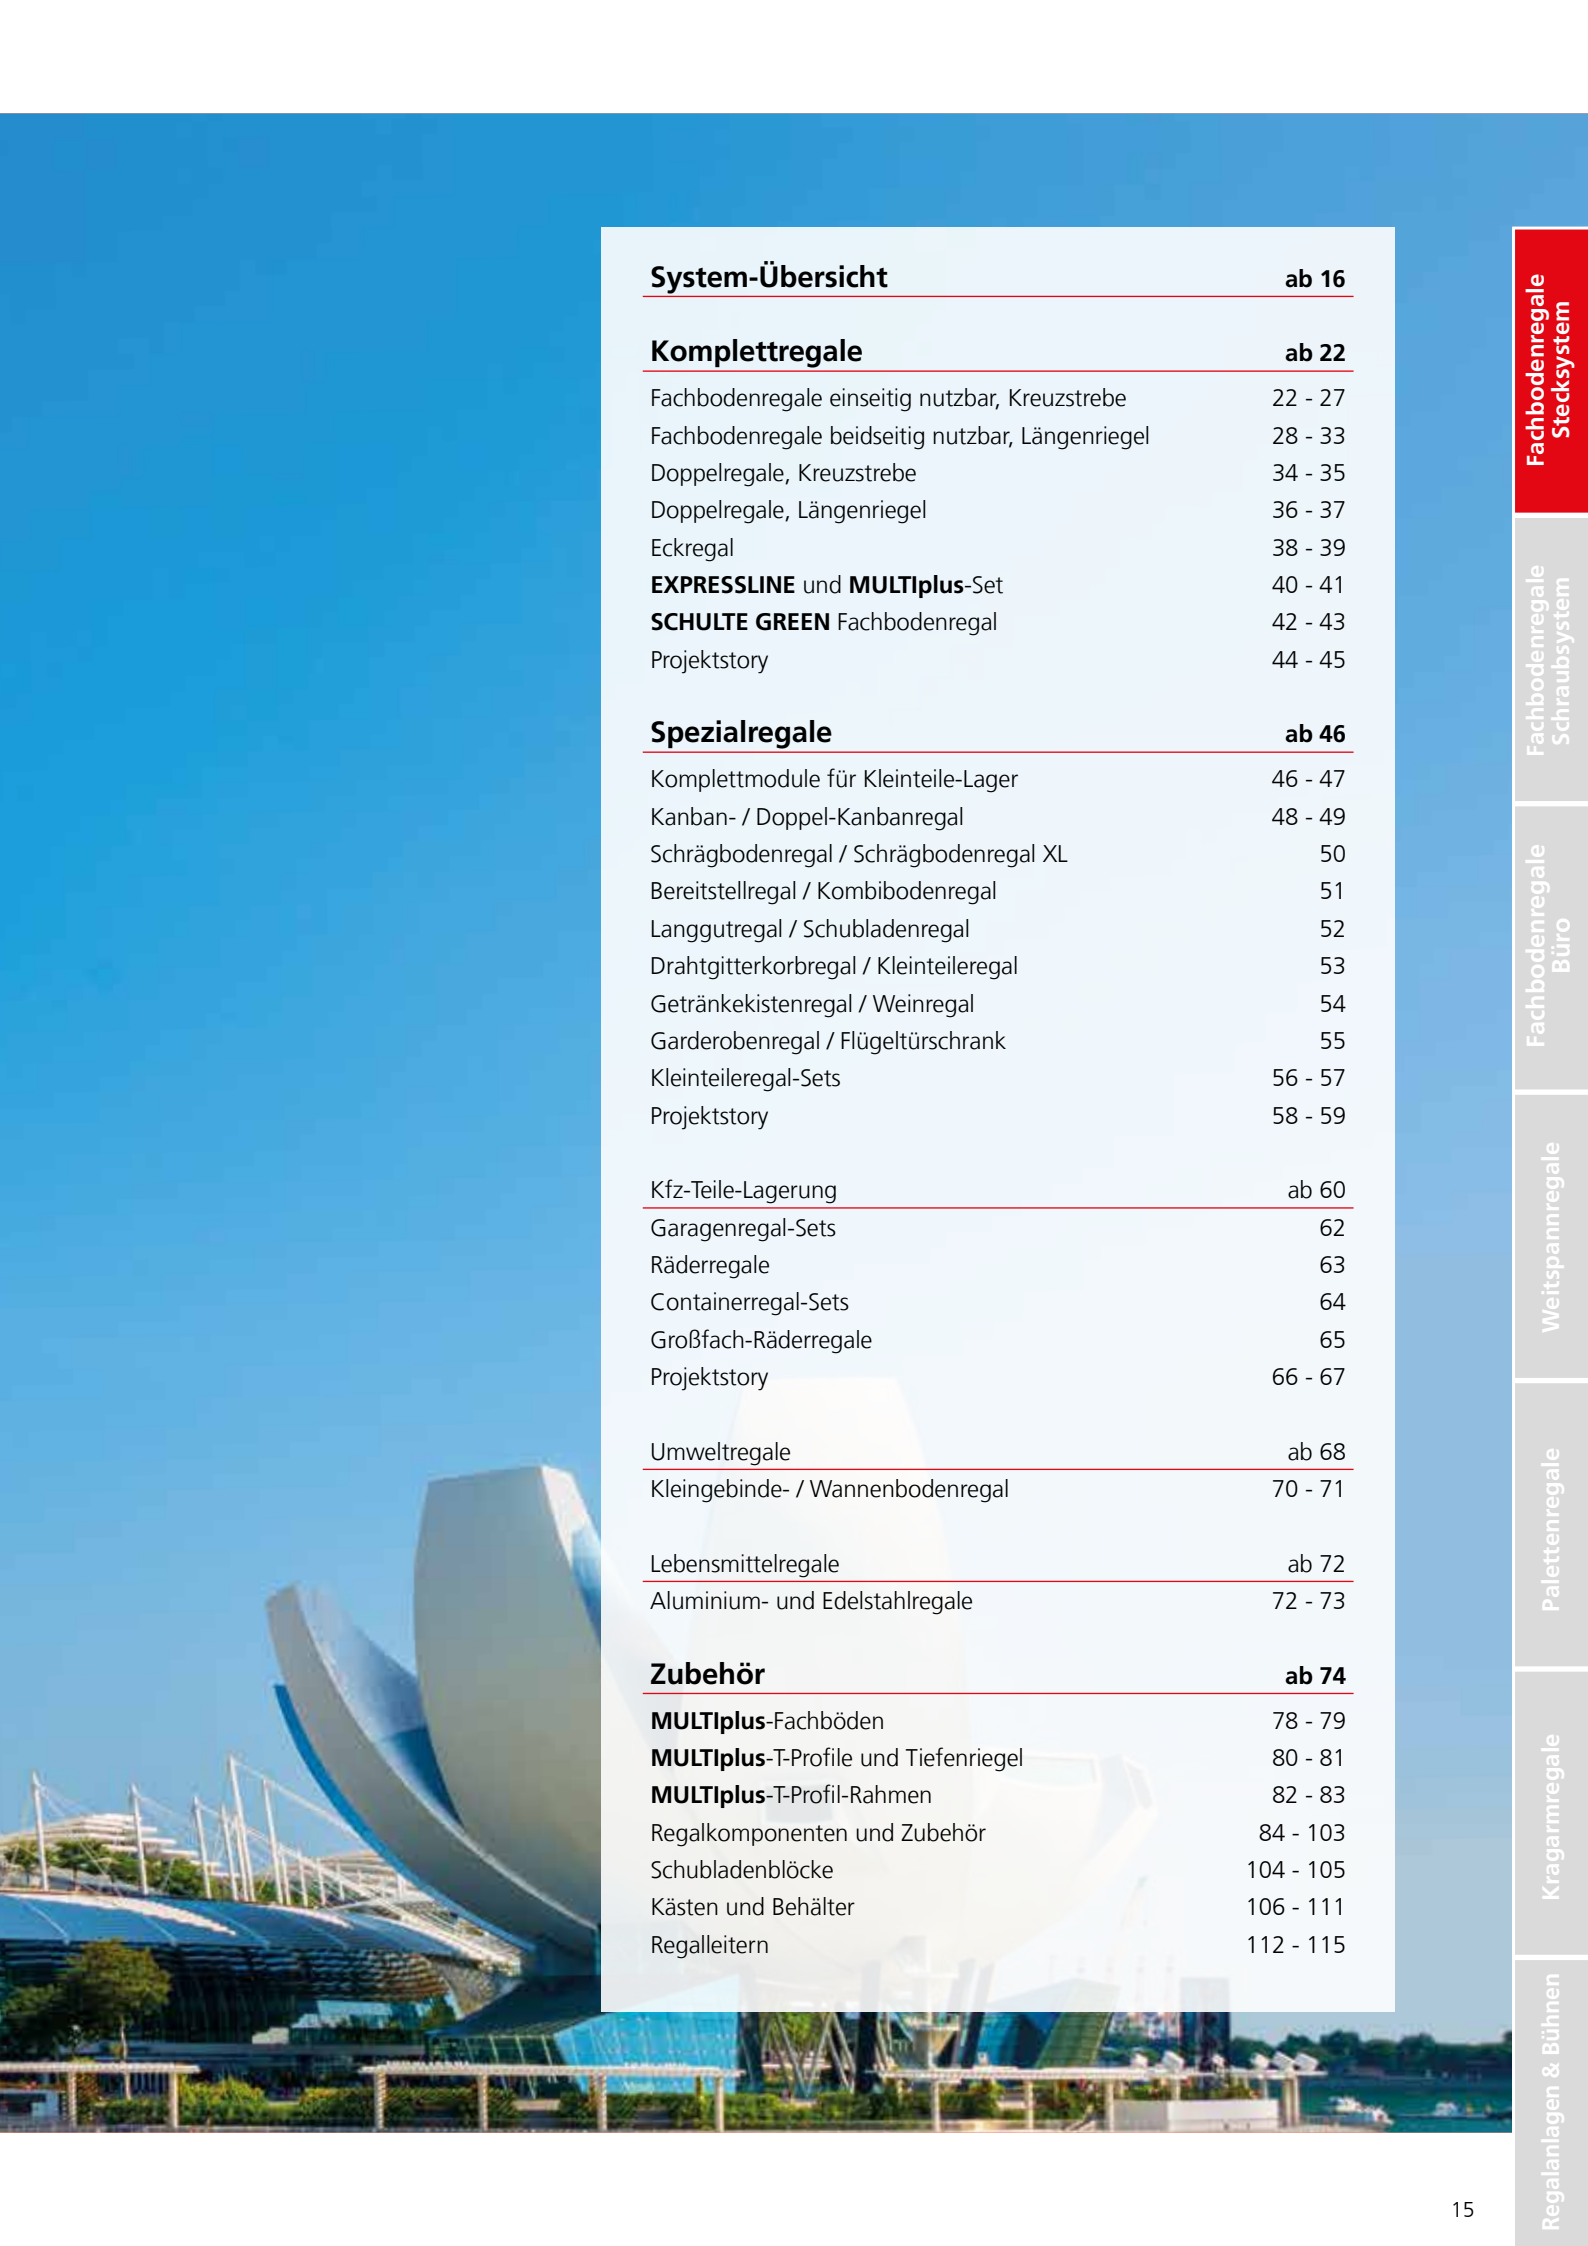 System-Übersicht ab 16
Komplettregale ab 22
Fachbodenregale einseitig nutzbar, Kreuzstrebe 22 - 27
Fachbodenregale beidseitig nutzbar, Längenriegel 28 - 33
Doppelregale, Kreuzstrebe 34 - 35
Doppelregale, Längenriegel 36 - 37
Eckregal 38 - 39
EXPRESSLINE und MULTIplus-Set 40 - 41
SCHULTE GREEN Fachbodenregal 42 - 43
Projektstory 44 - 45
Spezialregale ab 46
Komplettmodule für Kleinteile-Lager 46 - 47
Kanban- / Doppel-Kanbanregal 48 - 49
Schrägbodenregal / Schrägbodenregal XL 50
Bereitstellregal / Kombibodenregal 51
Langgutregal / Schubladenregal 52
Drahtgitterkorbregal / Kleinteileregal 53
Getränkekistenregal / Weinregal 54
Garderobenregal / Flügeltürschrank 55
Kleinteileregal-Sets 56 - 57
Projektstory 58 - 59
Kfz-Teile-Lagerung ab 60
Garagenregal-Sets 62
Räderregale 63
Containerregal-Sets 64
Großfach-Räderregale 65
Projektstory 66 - 67
Umweltregale ab 68
Kleingebinde- / Wannenbodenregal 70 - 71
Lebensmittelregale ab 72
Aluminium- und Edelstahlregale 72 - 73
Zubehör ab 74
MULTIplus-Fachböden 78 - 79
MULTIplus-T-Profile und Tiefenriegel 80 - 81
MULTIplus-T-Profil-Rahmen 82 - 83
Regalkomponenten und Zubehör 84 - 103
Schubladenblöcke 104 - 105
Kästen und Behälter 106 - 111
Regalleitern 112 - 115
Fachbodenregale
Stecksystem
Fachbodenregale
Schraubsystem
Fachbodenregale
Büro
Weitspannregale
Palettenregale
Kragarmregale
Regalanlagen & Bühnen
15